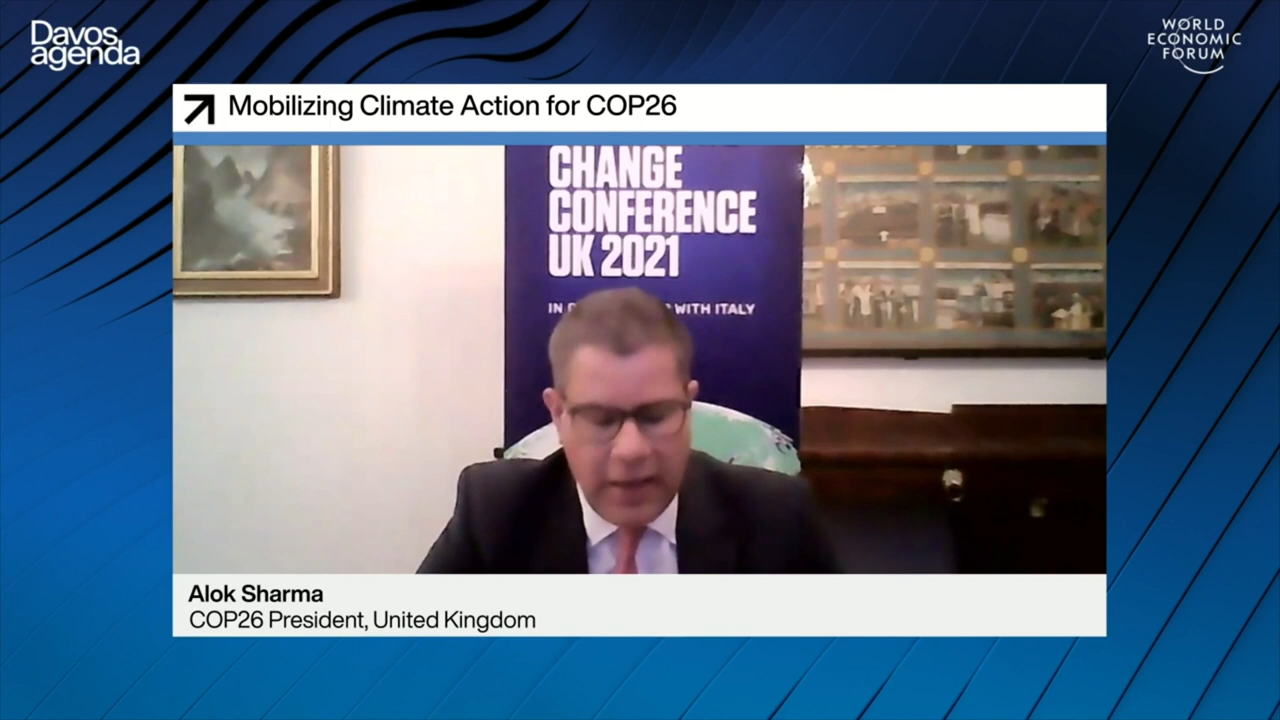 Davos
agenda
WORLD
ECONOMIC
FORUM
Mobilizing Climate Action for COP26
CHANGE
CONFERENCE
UK 2021
IN WITH ITALY
Alok Sharma
COP26 President, United Kingdom